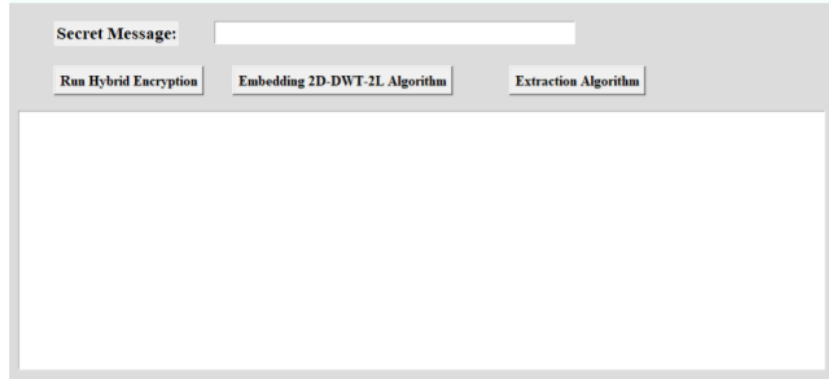 Secret Message:
Run Hybrid Encryption Embedding 2D-DWT-2L Algorithm Extraction Algorithm